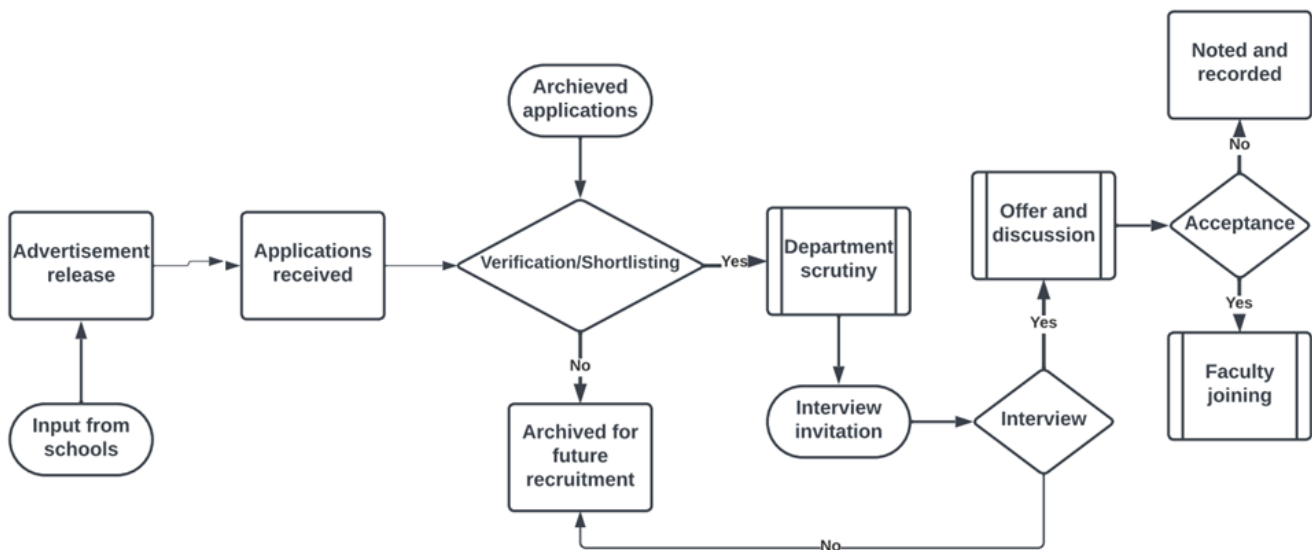 Noted and
recorded
Archieved
applications
No
Advertisement
release
Applications
received
Verification/Shortlisting
Yes
Department
scrutiny
Offer and
discussion
Acceptance
Yes
Yes
No
Input from
schools
Archived for
future
recruitment
Interview
invitation
Interview
Faculty
joining
No